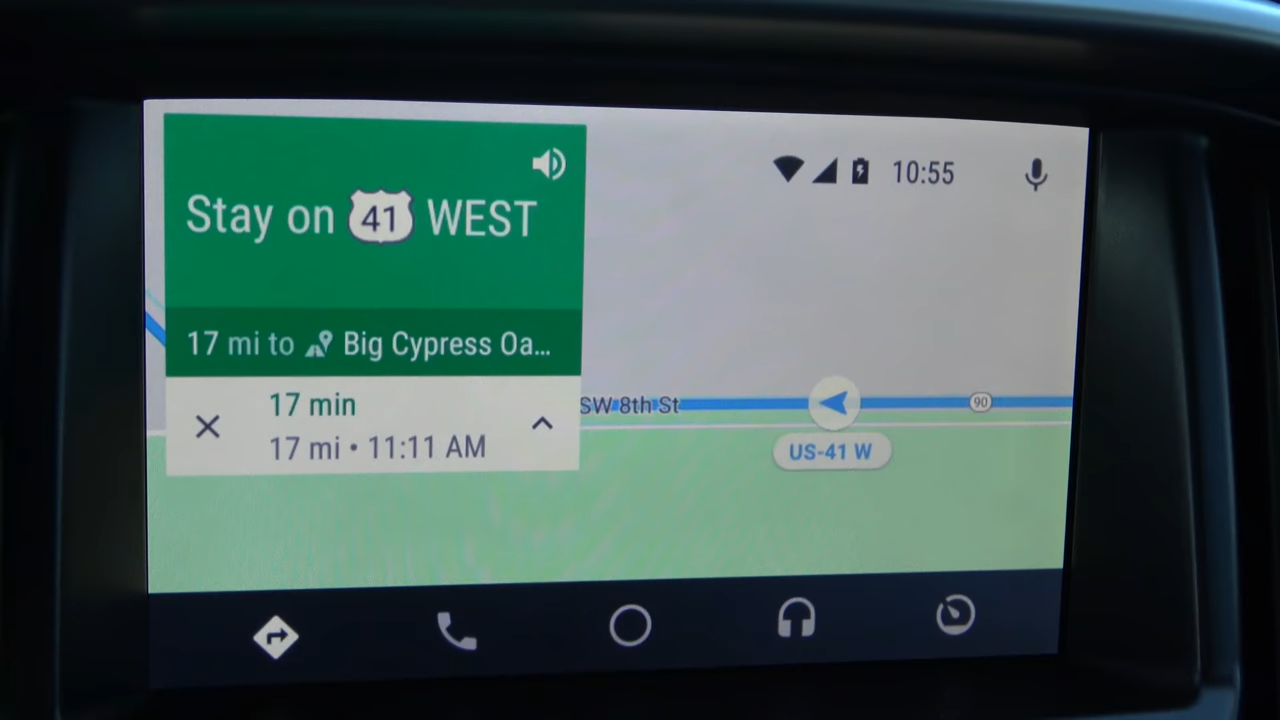 Stay on 41 WEST
17 mi to Big Cypress Oa...
17 min
17 mi • 11:11 AM
10:55
SW 8th St
90
US-41 W